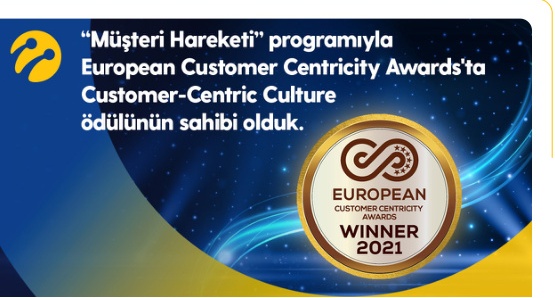 “Müşteri Hareketi” programıyla
European Customer Centricity Awards'ta
Customer-Centric Culture
ödülünün sahibi olduk.
EUROPEAN
CUSTOMER CENTRICITY
AWARDS
WINNER
2021